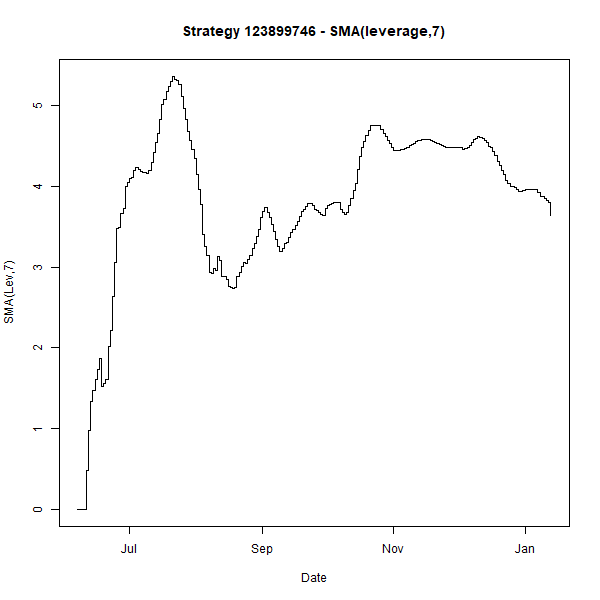 Strategy 123899746 - SMA(leverage,7)
5
4
3
2
1
0
SMA(Lev,7)
Jul
Sep
Nov
Jan
Date